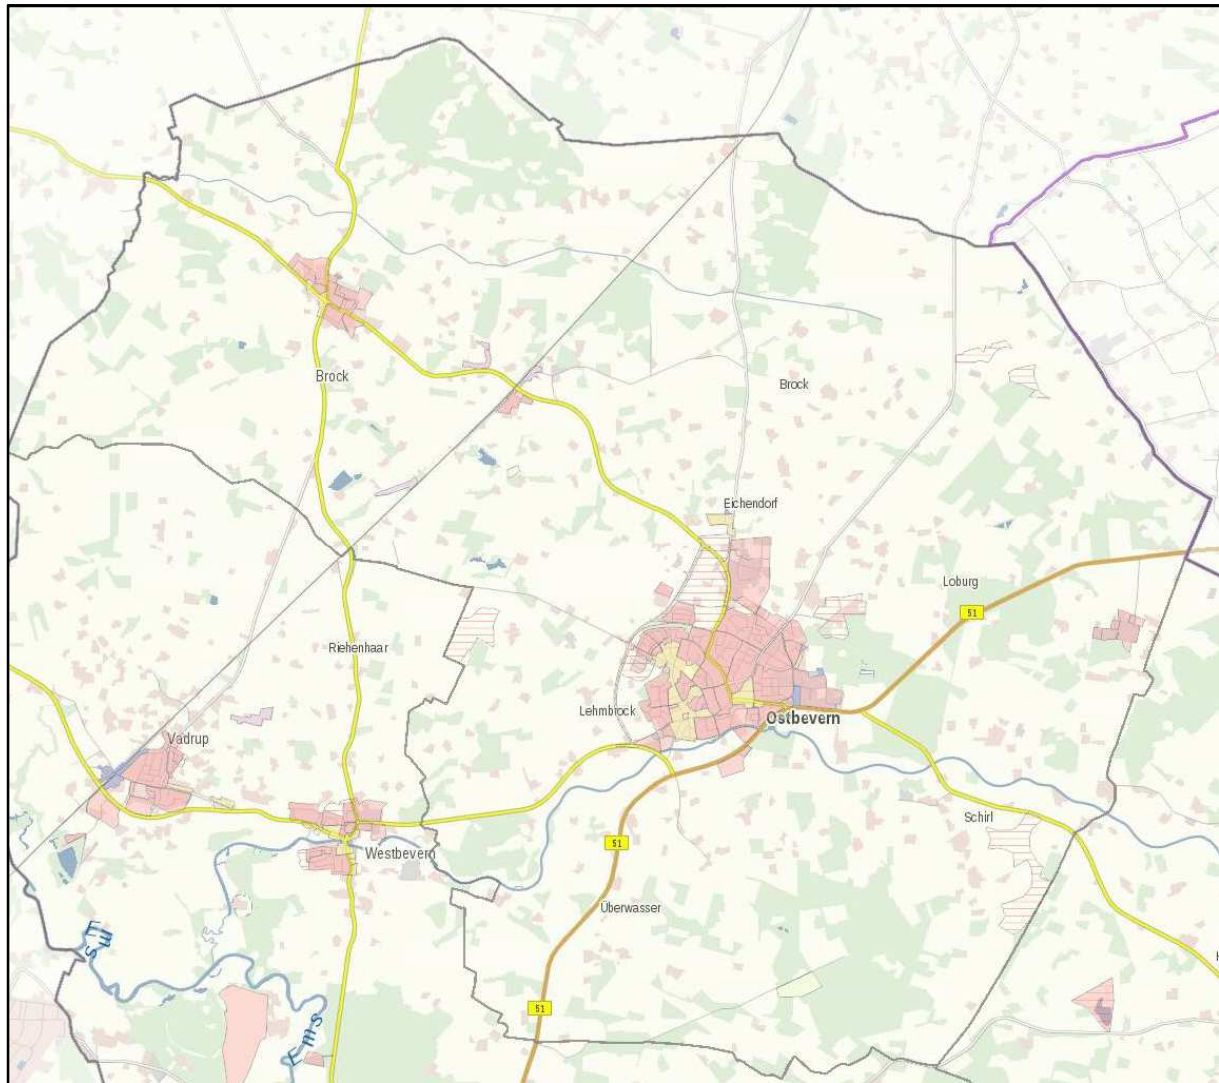 Brock
Brock
Eichendorf
Loburg
51
Riehenhaar
Lehmbrock
Ostbevern
Vadrup
Schirl
51
Westbevern
Überwasser
Ems
51
Ems
H